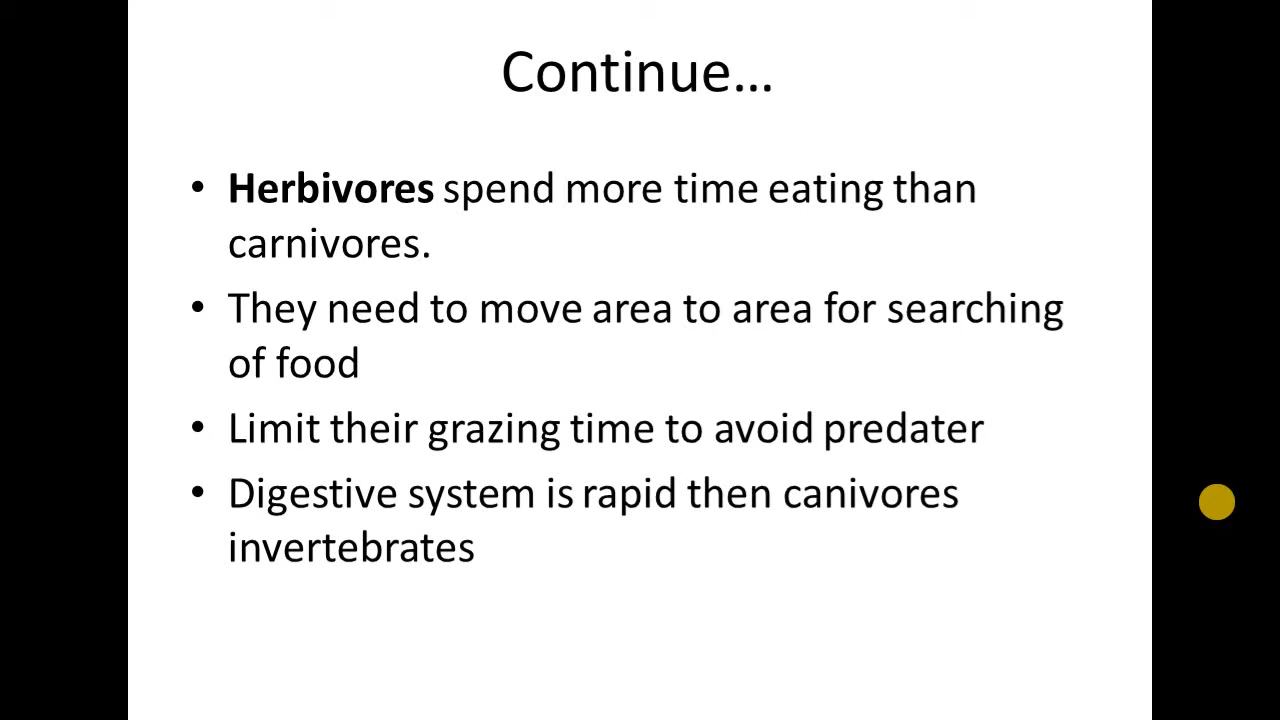 Continue…
• Herbivores spend more time eating than
carnivores.
• They need to move area to area for searching
of food
• Limit their grazing time to avoid predater
• Digestive system is rapid then canivores
invertebrates